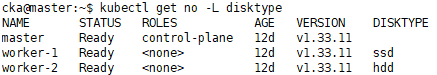 cka@master:~$ kubectl get no -L disktype
NAME STATUS ROLES AGE VERSION DISKTYPE
master Ready control-plane 12d v1.33.11
worker-1 Ready <none> 12d v1.33.11 ssd
worker-2 Ready <none> 12d v1.33.11 hdd